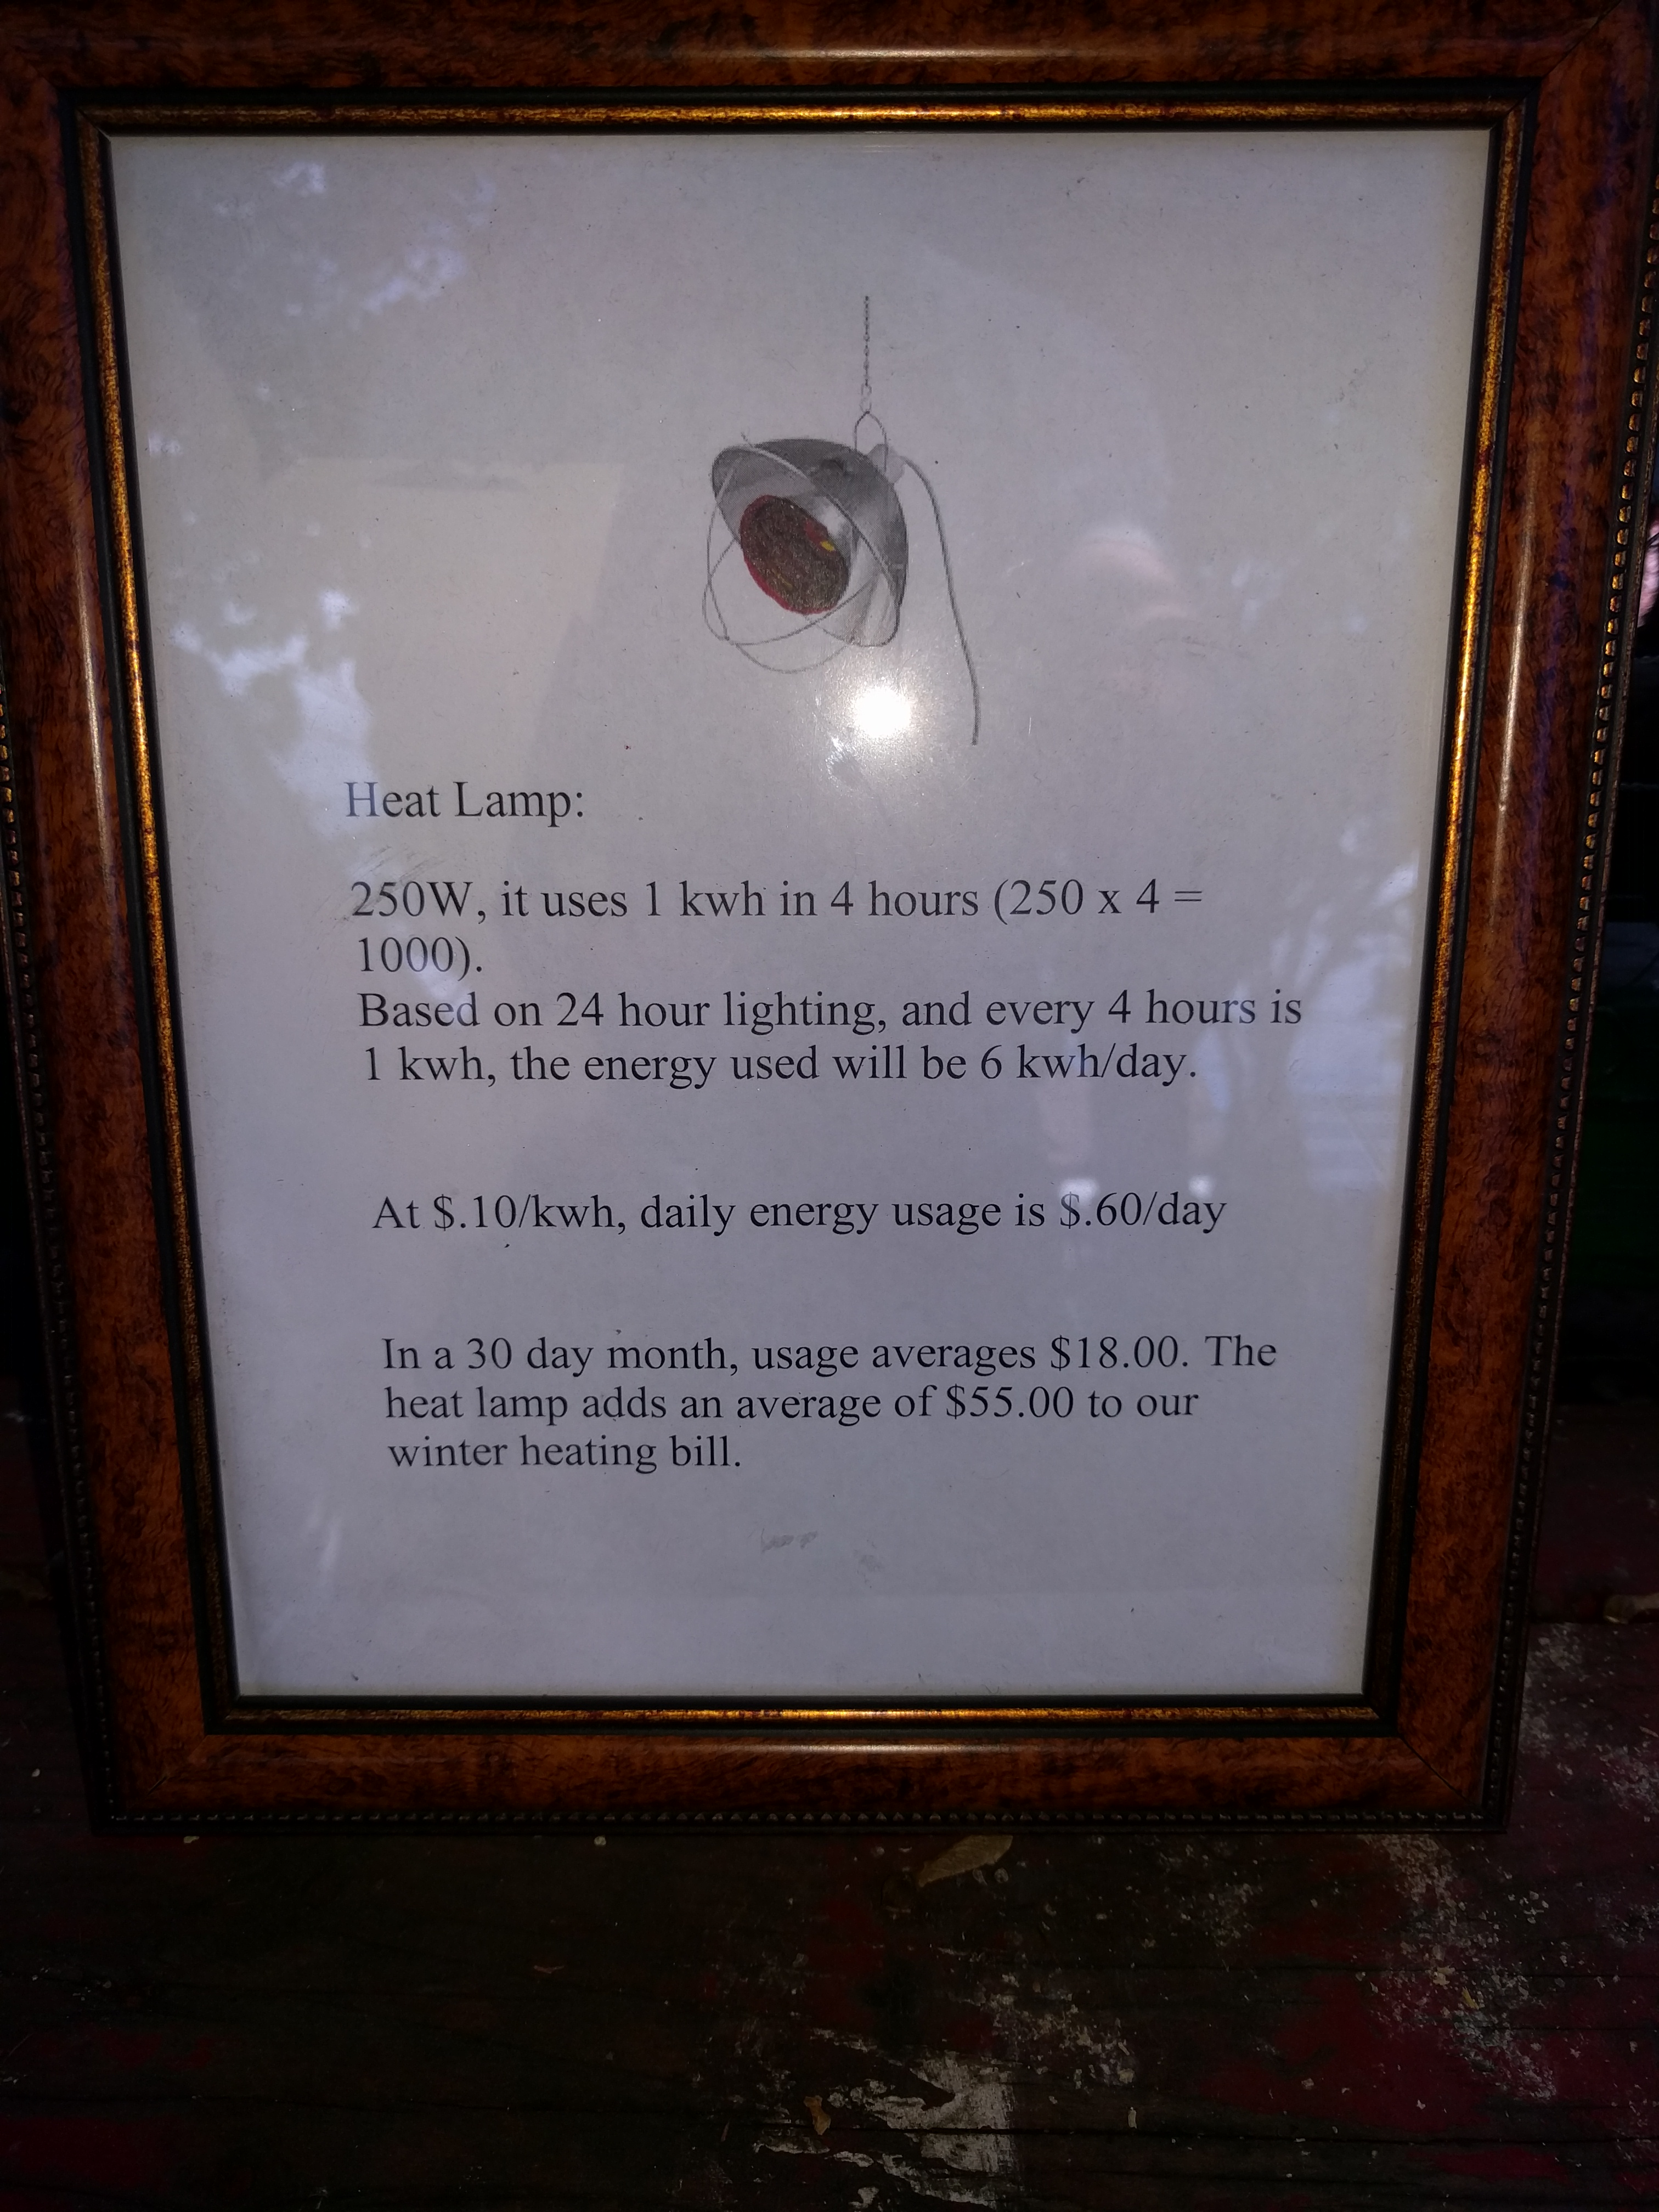 Heat Lamp:
250W, it uses 1 kwh in 4 hours (250 x 4 =
1000).
Based on 24 hour lighting, and every 4 hours is
1 kwh, the energy used will be 6 kwh/day.
At $.10/kwh, daily energy usage is $.60/day
In a 30 day month, usage averages $18.00. The
heat lamp adds an average of $55.00 to our
winter heating bill.